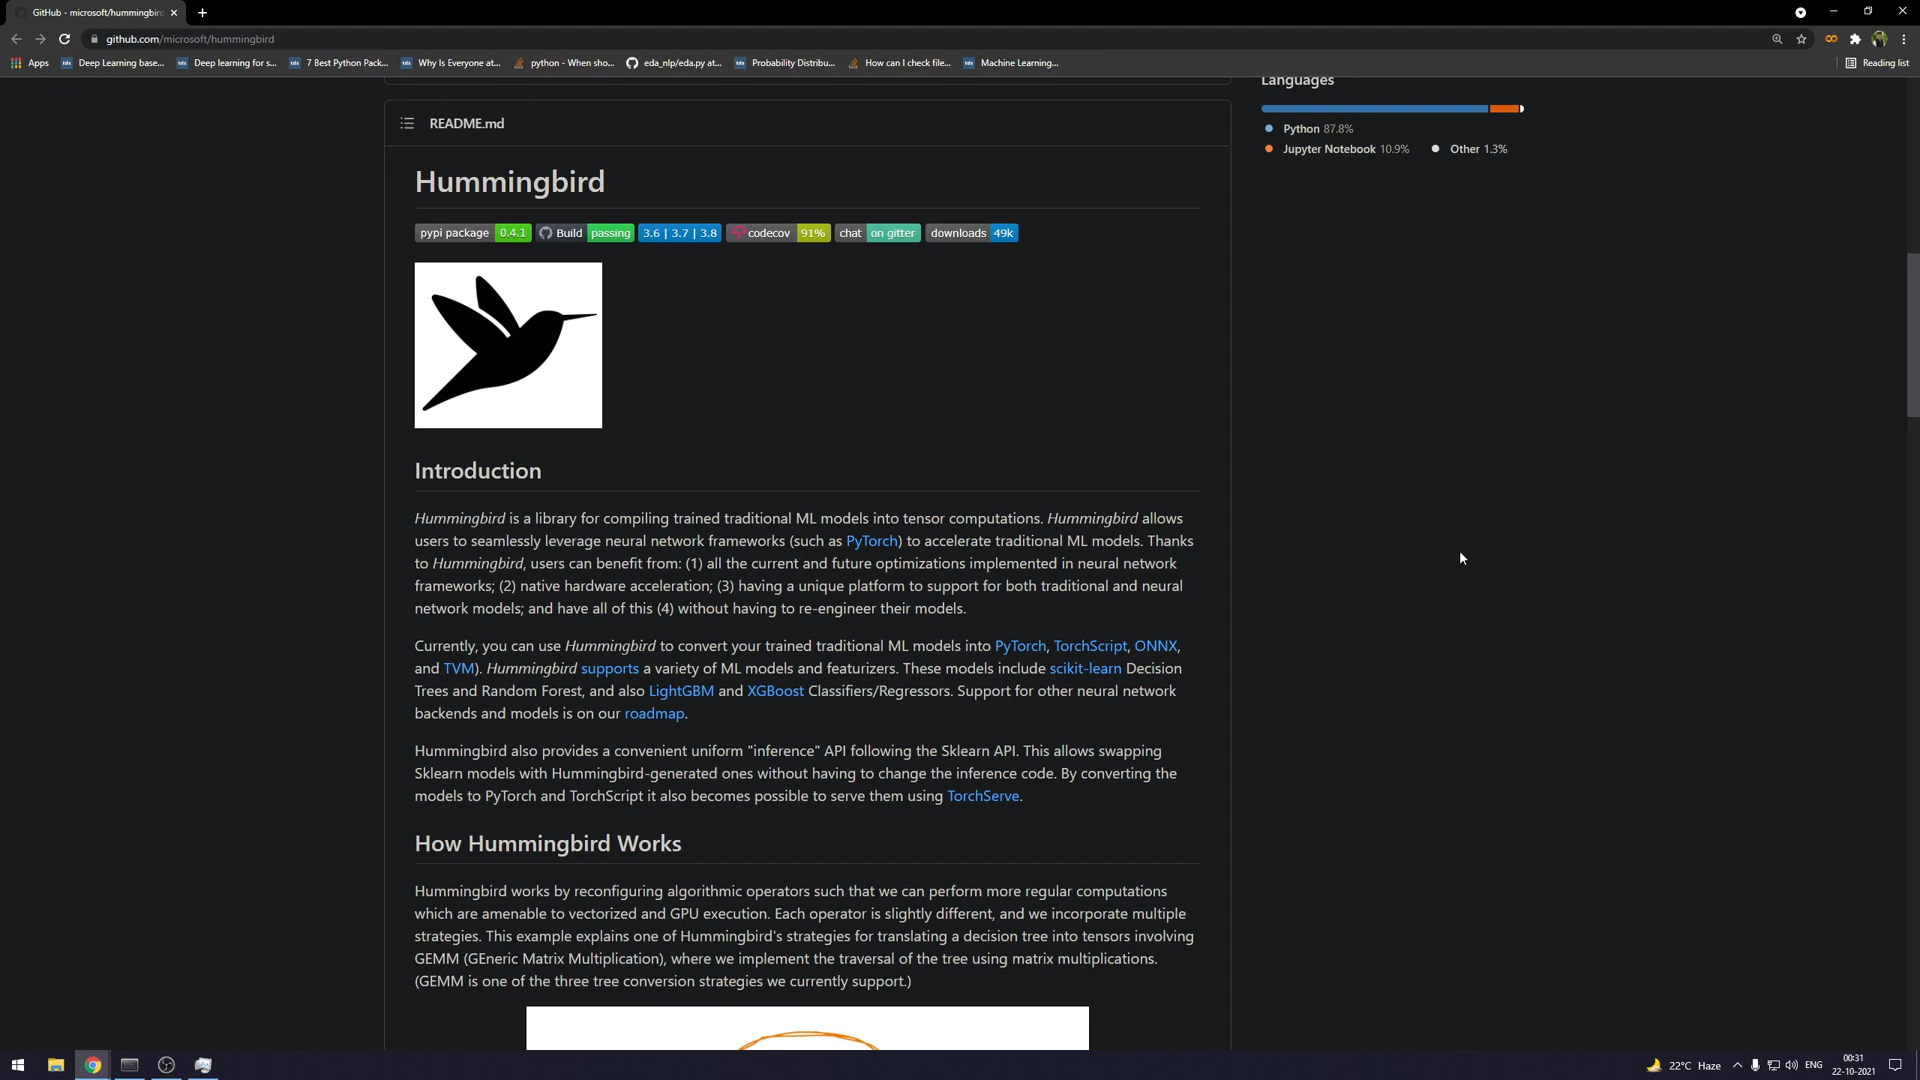 GitHub - microsoft/hummingbir
github.com/microsoft/hummingbird
Apps
Deep Learning base...
Deep learning for s...
7 Best Python Pack...
Why Is Everyone at...
python - When sho...
eda_nlp/eda.py at...
Probability Distribu...
How can I check file...
Machine Learning...
Reading list
Languages
Python 87.8%
Jupyter Notebook 10.9%
Other 1.3%
README.md
Hummingbird
pypi package 0.4.1
Build passing
3.6 | 3.7 | 3.8
codecov 91%
chat on gitter
downloads 49k
Introduction
Hummingbird is a library for compiling trained traditional ML models into tensor computations. Hummingbird allows
users to seamlessly leverage neural network frameworks (such as PyTorch) to accelerate traditional ML models. Thanks
to Hummingbird, users can benefit from: (1) all the current and future optimizations implemented in neural network
frameworks; (2) native hardware acceleration; (3) having a unique platform to support for both traditional and neural
network models; and have all of this (4) without having to re-engineer their models.
Currently, you can use Hummingbird to convert your trained traditional ML models into PyTorch, TorchScript, ONNX,
and TVM). Hummingbird supports a variety of ML models and featurizers. These models include scikit-learn Decision
Trees and Random Forest, and also LightGBM and XGBoost Classifiers/Regressors. Support for other neural network
backends and models is on our roadmap.
Hummingbird also provides a convenient uniform "inference" API following the Sklearn API. This allows swapping
Sklearn models with Hummingbird-generated ones without having to change the inference code. By converting the
models to PyTorch and TorchScript it also becomes possible to serve them using TorchServe.
How Hummingbird Works
Hummingbird works by reconfiguring algorithmic operators such that we can perform more regular computations
which are amenable to vectorized and GPU execution. Each operator is slightly different, and we incorporate multiple
strategies. This example explains one of Hummingbird's strategies for translating a decision tree into tensors involving
GEMM (GEneric Matrix Multiplication), where we implement the traversal of the tree using matrix multiplications.
(GEMM is one of the three tree conversion strategies we currently support.)
22°C Haze
ENG
00:31
22-10-2021